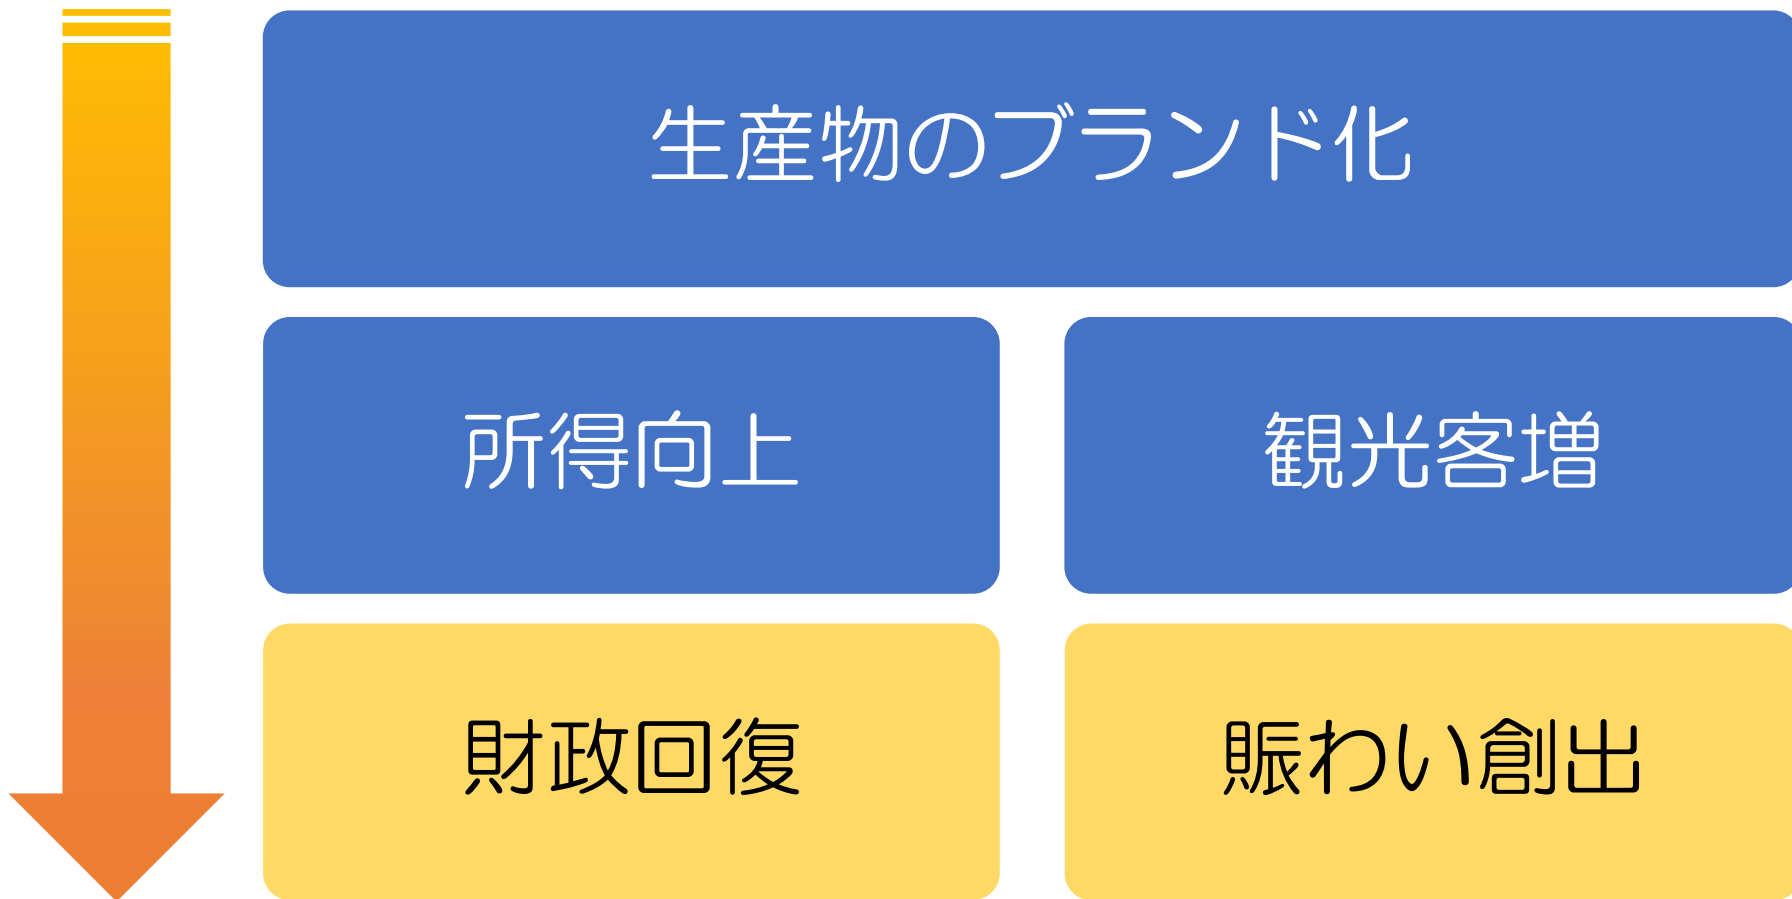 生産物のブランド化
所得向上
観光客増
財政回復
賑わい創出